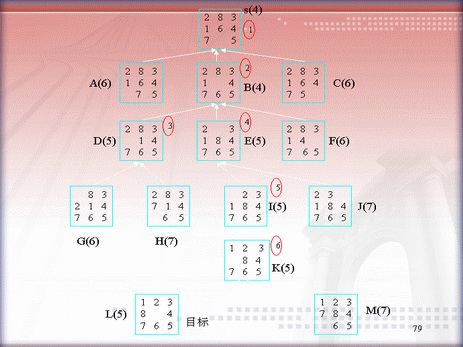 s(4)
2 8 3
1 6 4
7 5
1
A(6)
2 8 3
1 4
7 5
2 8 3
1 4
7 6 5
2
B(4)
2 8 3
1 6 4
7 5
C(6)
D(5)
2 8 3
1 4
7 6 5
3
2 3
1 8 4
7 6 5
4
E(5)
2 8 3
1 4
7 6 5
F(6)
8 3
2 1 4
7 6 5
G(6)
2 8 3
7 1 4
6 5
H(7)
2 3
1 8 4
7 6 5
5
I(5)
2 3
1 8 4
7 6 5
J(7)
1 2 3
8 4
7 6 5
6
K(5)
L(5)
1 2 3
8 4
7 6 5
目标
1 2 3
7 8 4
6 5
M(7)
79